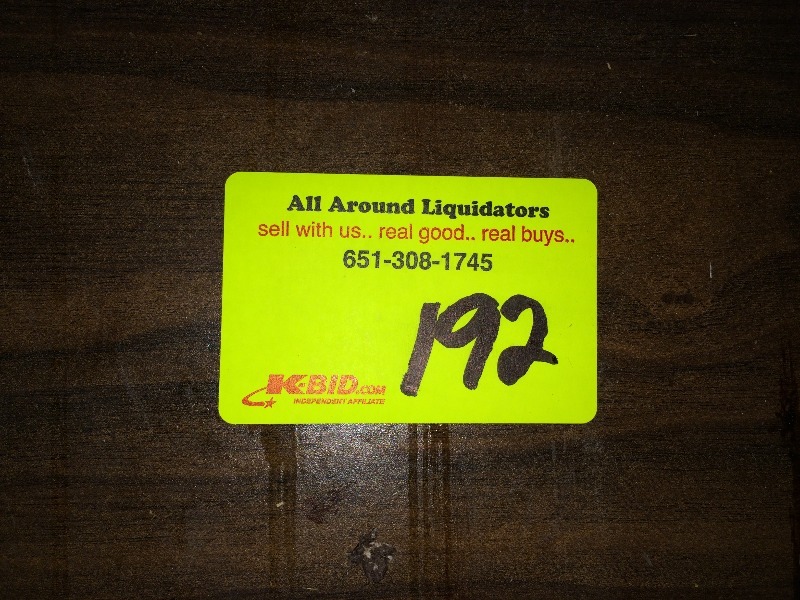 All Around Liquidators
sell with us.. real good.. real buys..
651-308-1745
192
K-BID.COM
INDEPENDENT AFFILIATE